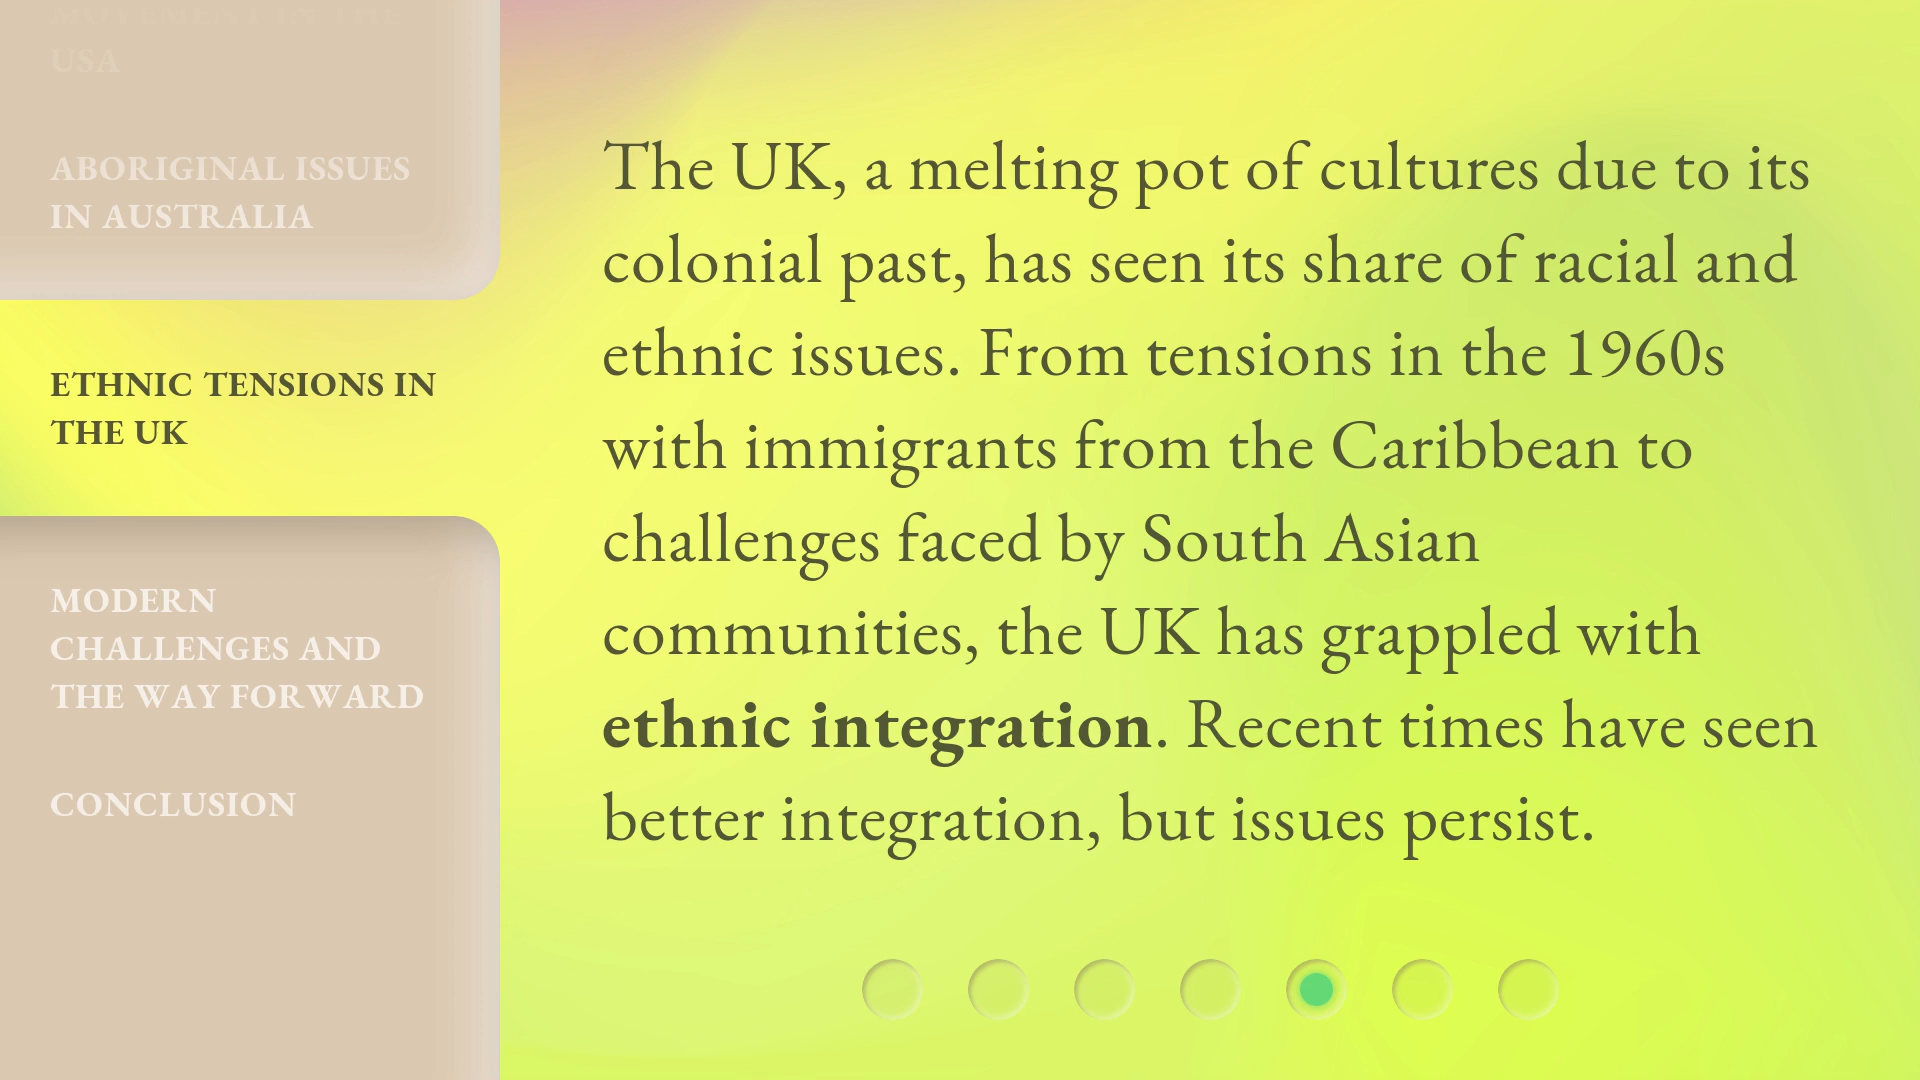 MOVEMENT IN THE
USA
ABORIGINAL ISSUES
IN AUSTRALIA
ETHNIC TENSIONS IN
THE UK
MODERN
CHALLENGES AND
THE WAY FORWARD
CONCLUSION
The UK, a melting pot of cultures due to its
colonial past, has seen its share of racial and
ethnic issues. From tensions in the 1960s
with immigrants from the Caribbean to
challenges faced by South Asian
communities, the UK has grappled with
ethnic integration. Recent times have seen
better integration, but issues persist.